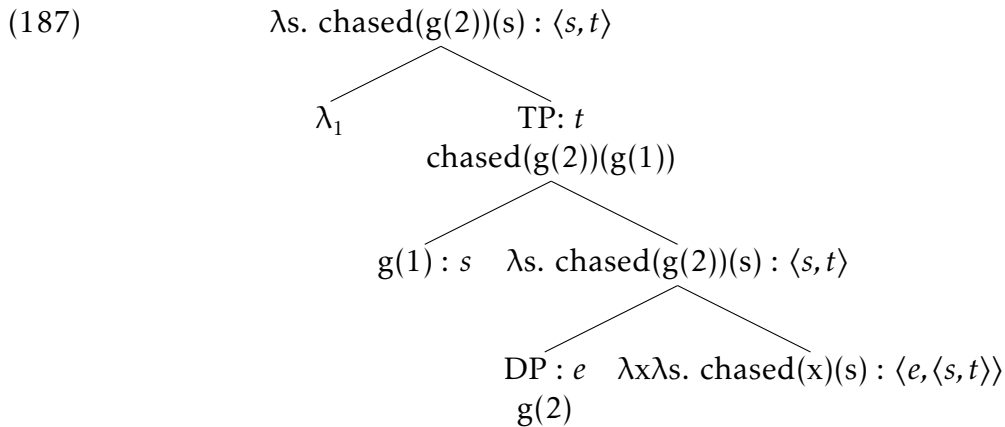 (187) λs. chased(g(2))(s) : ⟨s,t⟩
λ₁ TP: t
chased(g(2))(g(1))
g(1) : s λs. chased(g(2))(s) : ⟨s,t⟩
DP : e λxλs. chased(x)(s) : ⟨e,⟨s,t⟩⟩
g(2)